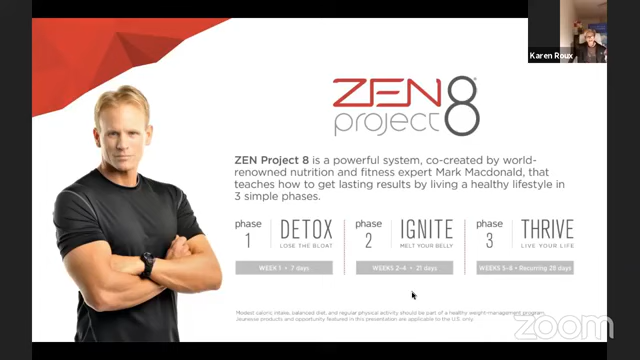 Karen Roux
ZEN8
project
ZEN Project 8 is a powerful system, co-created by world-
renowned nutrition and fitness expert Mark Macdonald, that
teaches how to get lasting results by living a healthy lifestyle in
3 simple phases.
phase 1 DETOX
LOSE THE BLOAT
WEEK 1 • 7 days
phase 2 IGNITE
MELT YOUR BELLY
WEEKS 2-4 • 21 days
phase 3 THRIVE
LIVE YOUR LIFE
WEEKS 5-8 • Recurring 28 days
Modest caloric intake, balanced diet, and regular physical activity should be part of a healthy weight-management program.
Jeunesse products and opportunity featured in this presentation are applicable to the U.S. only.
zoom